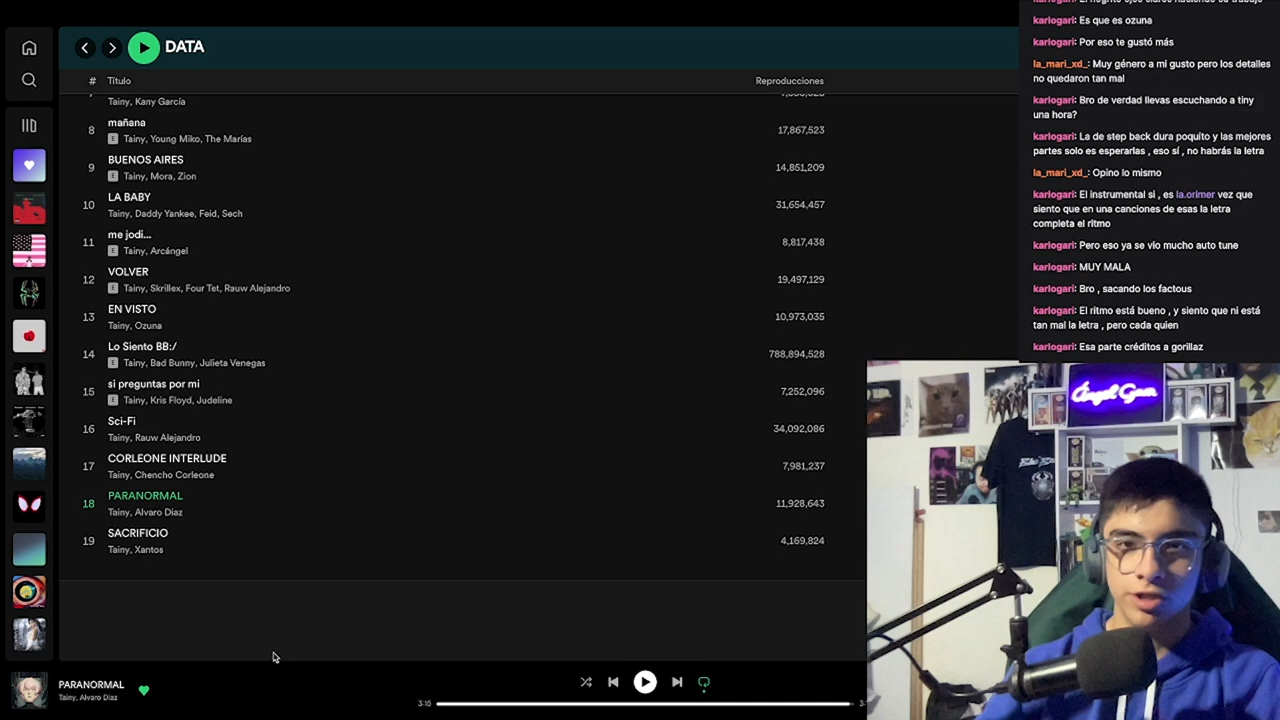 DATA
# Título Reproducciones
Tainy, Kany García
8 mañana 17,867,523
E Tainy, Young Miko, The Marías
9 BUENOS AIRES 14,851,209
E Tainy, Mora, Zion
10 LA BABY 31,654,457
Tainy, Daddy Yankee, Feid, Sech
11 me jodi... 8,817,438
E Tainy, Arcángel
12 VOLVER 19,497,129
E Tainy, Skrillex, Four Tet, Rauw Alejandro
13 EN VISTO 10,973,035
Tainy, Ozuna
14 Lo Siento BB:/ 788,894,528
E Tainy, Bad Bunny, Julieta Venegas
15 si preguntas por mi 7,252,096
E Tainy, Kris Floyd, Judeline
16 Sci-Fi 34,092,086
Tainy, Rauw Alejandro
17 CORLEONE INTERLUDE 7,981,237
Tainy, Chencho Corleone
18 PARANORMAL 11,928,643
Tainy, Alvaro Diaz
19 SACRIFICIO 4,169,824
Tainy, Xantos
PARANORMAL
Tainy, Alvaro Diaz
3:15
karlogari: Es que es ozuna
karlogari: Por eso te gustó más
la_mari_xd_: Muy género a mi gusto pero los detalles
no quedaron tan mal
karlogari: Bro de verdad llevas escuchando a tiny
una hora?
karlogari: La de step back dura poquito y las mejores
partes solo es esperarlas , eso sí , no habrás la letra
la_mari_xd_: Opino lo mismo
karlogari: El instrumental si , es la.orimer vez que
siento que en una canciones de esas la letra
completa el ritmo
karlogari: Pero eso ya se vio mucho auto tune
karlogari: MUY MALA
karlogari: Bro , sacando los factous
karlogari: El ritmo está bueno , y siento que ni está
tan mal la letra , pero cada quien
karlogari: Esa parte créditos a gorillaz
Ángel Gam